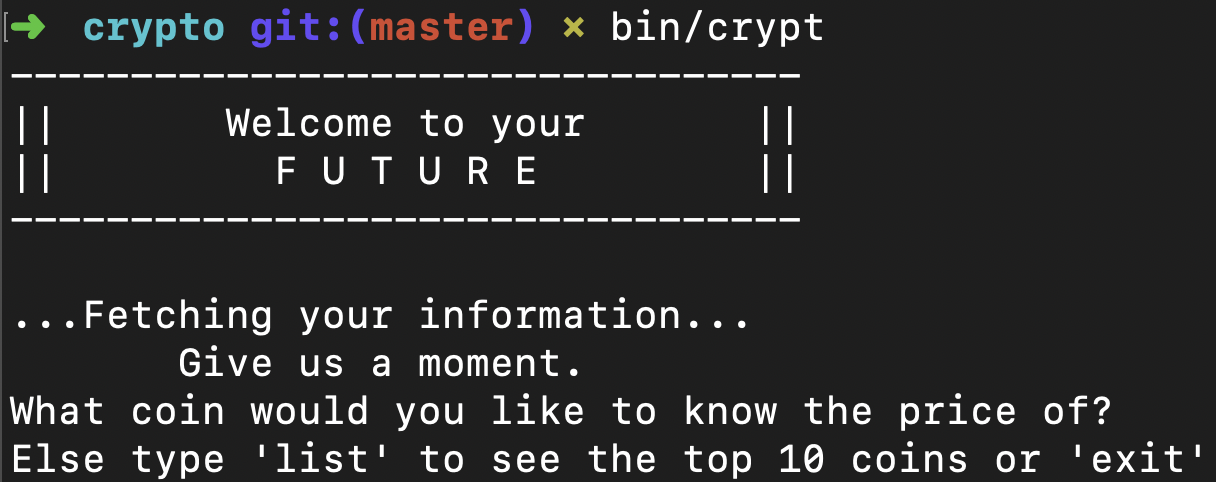 ➜ crypto git:(master) ✗ bin/crypt
---------------------------------
||       Welcome to your       ||
||         F U T U R E         ||
---------------------------------
...Fetching your information...
Give us a moment.
What coin would you like to know the price of?
Else type 'list' to see the top 10 coins or 'exit'